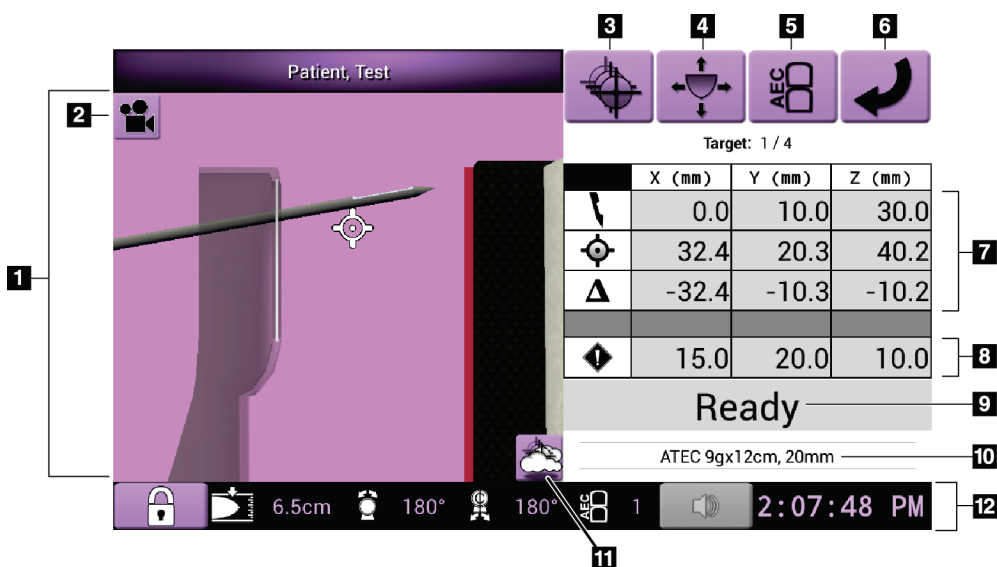 3 4 5 6
Patient, Test
AEC
1
2
Target: 1 / 4
X (mm) Y (mm) Z (mm)
0.0 10.0 30.0
32.4 20.3 40.2
7
Δ -32.4 -10.3 -10.2
! 15.0 20.0 10.0
8
Ready
9
ATEC 9gx12cm, 20mm
10
6.5cm 180° 180° AEC 1 2:07:48 PM
12
11